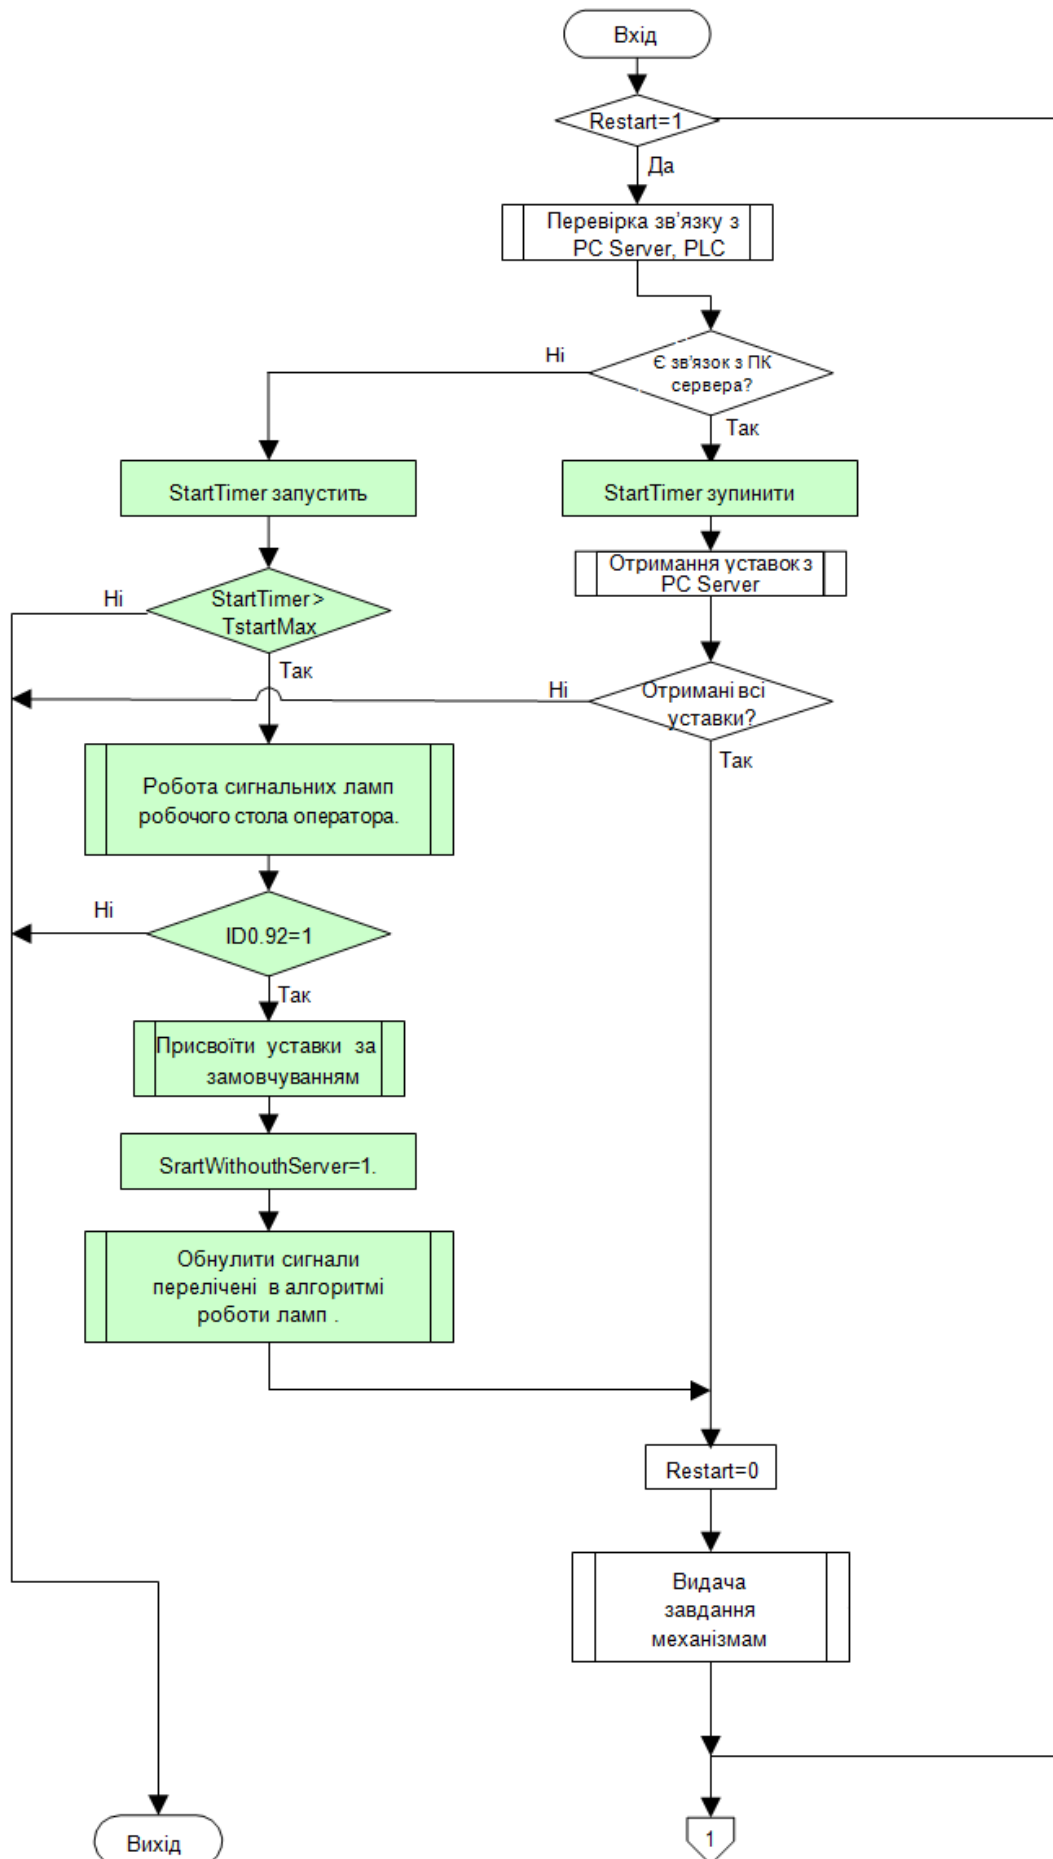 Вхід
Restart=1
Да
Перевірка зв'язку з
PC Server, PLC
Ні
Є зв'язок з ПК
сервера?
Так
StartTimer запустить
StartTimer зупинити
Отримання уставок з
PC Server
Ні
StartTimer>
TstartMax
Так
Ні
Отримані всі
уставки?
Так
Робота сигнальних ламп
робочого стола оператора.
Ні
ID0.92=1
Так
Присвоїти уставки за
замовчуванням
SrartWithouthServer=1.
Обнулити сигнали
перелічені в алгоритмі
роботи ламп .
Restart=0
Видача
завдання
механізмам
Вихід
1